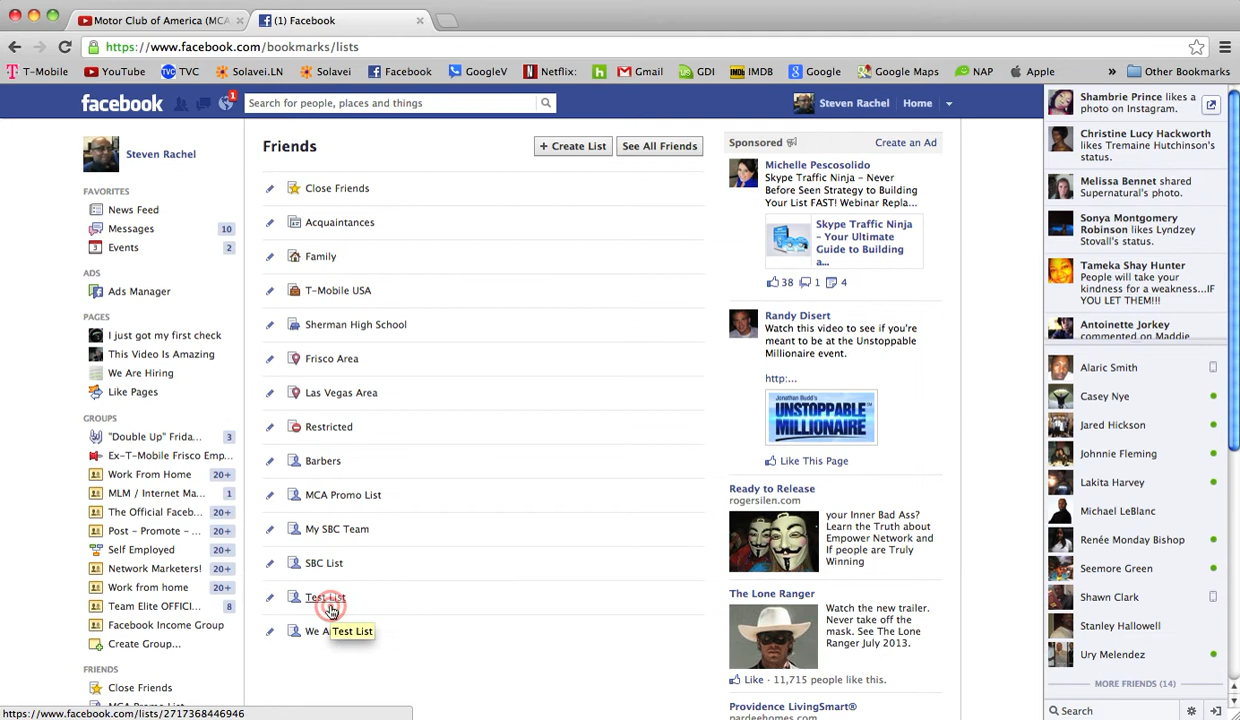 Motor Club of America (MCA
(1) Facebook
https://www.facebook.com/bookmarks/lists
T-Mobile
YouTube
TVC
Solavei.LN
Solavei
Facebook
GoogleV
Netflix:
Gmail
GDI
IMDB
Google
Google Maps
NAP
Apple
»
Other Bookmarks
facebook
1
Search for people, places and things
Steven Rachel
Home
Steven Rachel
FAVORITES
News Feed
Messages 10
Events 2
ADS
Ads Manager
PAGES
I just got my first check
This Video Is Amazing
We Are Hiring
Like Pages
GROUPS
"Double Up" Frida... 3
Ex-T-Mobile Frisco Emp...
Work From Home 20+
MLM / Internet Ma... 1
The Official Faceb... 20+
Post - Promote - ... 20+
Self Employed 20+
Network Marketers! 20+
Work from home 20+
Team Elite OFFICI... 8
Facebook Income Group
Create Group...
FRIENDS
Close Friends
Friends
+ Create List
See All Friends
Close Friends
Acquaintances
Family
T-Mobile USA
Sherman High School
Frisco Area
Las Vegas Area
Restricted
Barbers
MCA Promo List
My SBC Team
SBC List
Test List
We A
Test List
Sponsored
Create an Ad
Michelle Pescosolido
Skype Traffic Ninja - Never
Before Seen Strategy to Building
Your List FAST! Webinar Repla...
Skype Traffic Ninja
- Your Ultimate
Guide to Building
a...
38 1 4
Randy Disert
Watch this video to see if you're
meant to be at the Unstoppable
Millionaire event.
http:...
JONATHAN BUDD'S
UNSTOPPABLE
MILLIONAIRE
Like This Page
Ready to Release
rogersilen.com
your Inner Bad Ass?
Learn the Truth about
Empower Network and
If people are Truly
Winning
The Lone Ranger
Watch the new trailer.
Never take off the
mask. See The Lone
Ranger July 2013.
Like · 11,715 people like this.
Providence LivingSmart®
pardeehomes.com
Shambrie Prince likes a
photo on Instagram.
Christine Lucy Hackworth
likes Tremaine Hutchinson's
status.
Melissa Bennet shared
Supernatural's photo.
Sonya Montgomery
Robinson likes Lyndzey
Stovall's status.
Tameka Shay Hunter
People will take your
kindness for a weakness...IF
YOU LET THEM!!!
Antoinette Jorkey
commented on Maddie
Alaric Smith
Casey Nye
Jared Hickson
Johnnie Fleming
Lakita Harvey
Michael LeBlanc
Renée Monday Bishop
Seemore Green
Shawn Clark
Stanley Hallowell
Ury Melendez
MORE FRIENDS (14)
Search
https://www.facebook.com/lists/2717368446946